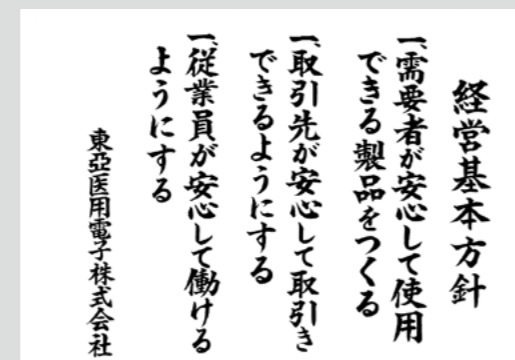 経営基本方針
一、需要者が安心して使用
できる製品をつくる
一、取引先が安心して取引き
できるようにする
一、従業員が安心して働ける
ようにする
東亞医用電子株式会社